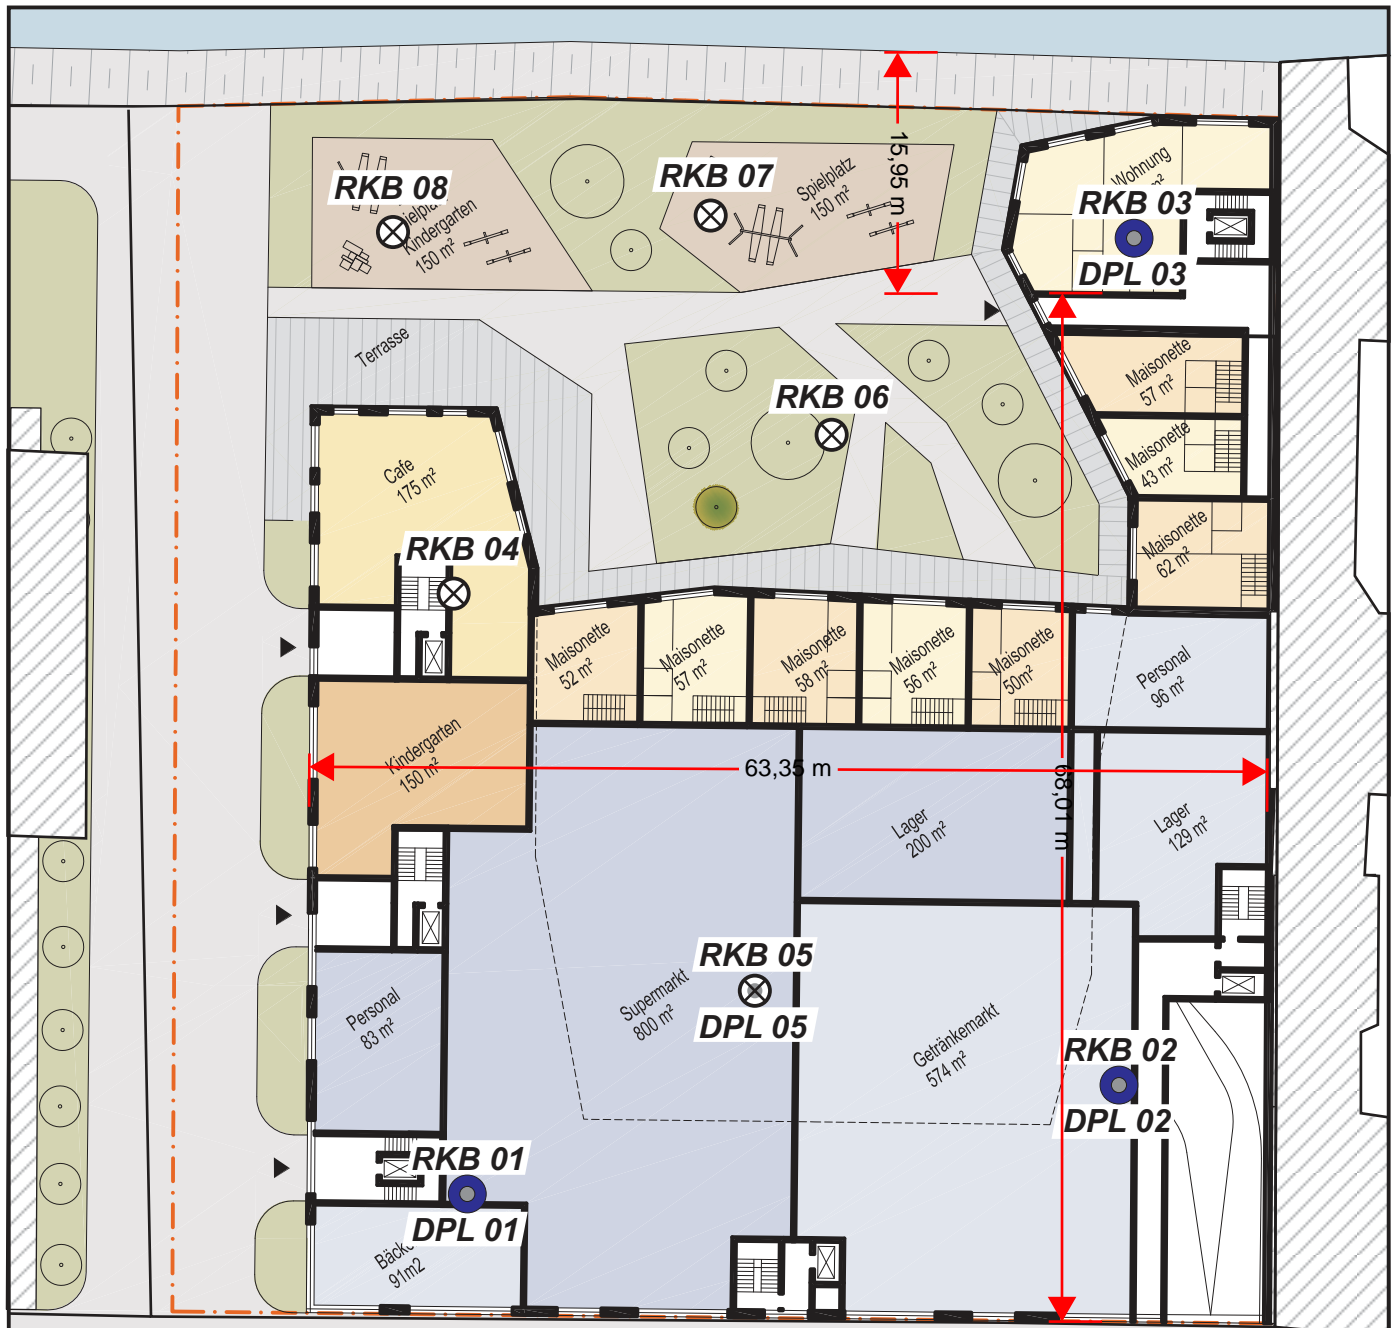 15,95 m
RKB 08
Spielplatz
Kindergarten
150 m²
RKB 07
Spielplatz
150 m²
Wohnung
RKB 03
DPL 03
Terrasse
Maisonette
57 m²
RKB 06
Maisonette
43 m²
Cafe
175 m²
Maisonette
62 m²
RKB 04
Maisonette
52 m²
Maisonette
57 m²
Maisonette
58 m²
Maisonette
56 m²
Maisonette
50m²
Personal
96 m²
Kindergarten
150 m²
63,35 m
68,01 m
Lager
200 m²
Lager
129 m²
RKB 05
DPL 05
Supermarkt
800 m²
Personal
83 m²
Getränkemarkt
574 m²
RKB 02
DPL 02
RKB 01
DPL 01
91m2